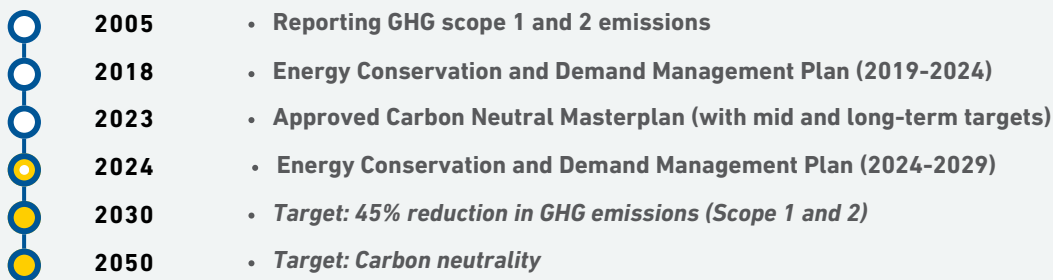 2005 • Reporting GHG scope 1 and 2 emissions
2018 • Energy Conservation and Demand Management Plan (2019-2024)
2023 • Approved Carbon Neutral Masterplan (with mid and long-term targets)
2024 • Energy Conservation and Demand Management Plan (2024-2029)
2030 • Target: 45% reduction in GHG emissions (Scope 1 and 2)
2050 • Target: Carbon neutrality